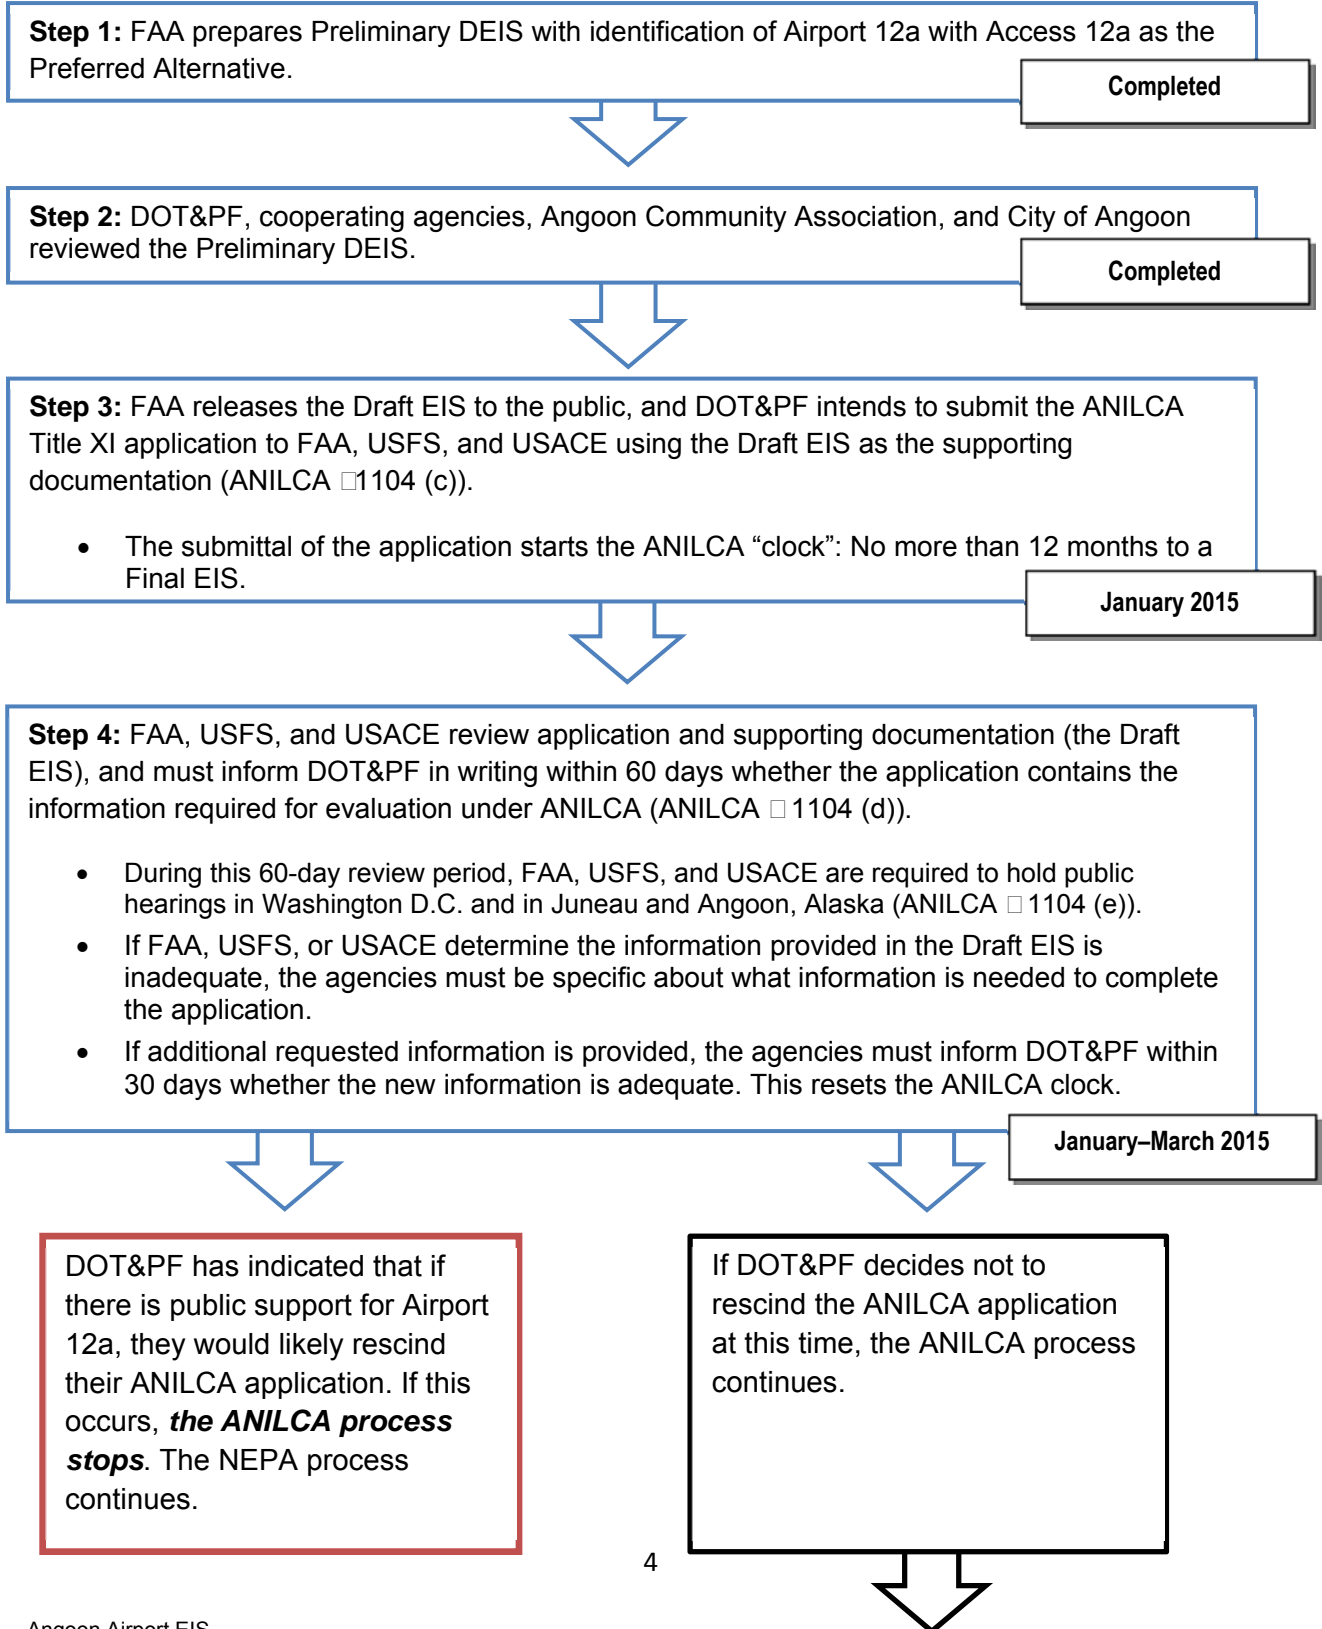 Step 1: FAA prepares Preliminary DEIS with identification of Airport 12a with Access 12a as the
Preferred Alternative.
Completed
Step 2: DOT&PF, cooperating agencies, Angoon Community Association, and City of Angoon
reviewed the Preliminary DEIS.
Completed
Step 3: FAA releases the Draft EIS to the public, and DOT&PF intends to submit the ANILCA
Title XI application to FAA, USFS, and USACE using the Draft EIS as the supporting
documentation (ANILCA □1104 (c)).
• The submittal of the application starts the ANILCA “clock”: No more than 12 months to a
Final EIS.
January 2015
Step 4: FAA, USFS, and USACE review application and supporting documentation (the Draft
EIS), and must inform DOT&PF in writing within 60 days whether the application contains the
information required for evaluation under ANILCA (ANILCA □ 1104 (d)).
• During this 60-day review period, FAA, USFS, and USACE are required to hold public
hearings in Washington D.C. and in Juneau and Angoon, Alaska (ANILCA □ 1104 (e)).
• If FAA, USFS, or USACE determine the information provided in the Draft EIS is
inadequate, the agencies must be specific about what information is needed to complete
the application.
• If additional requested information is provided, the agencies must inform DOT&PF within
30 days whether the new information is adequate. This resets the ANILCA clock.
January–March 2015
DOT&PF has indicated that if
there is public support for Airport
12a, they would likely rescind
their ANILCA application. If this
occurs, the ANILCA process
stops. The NEPA process
continues.
If DOT&PF decides not to
rescind the ANILCA application
at this time, the ANILCA process
continues.
4
Angoon Airport EIS